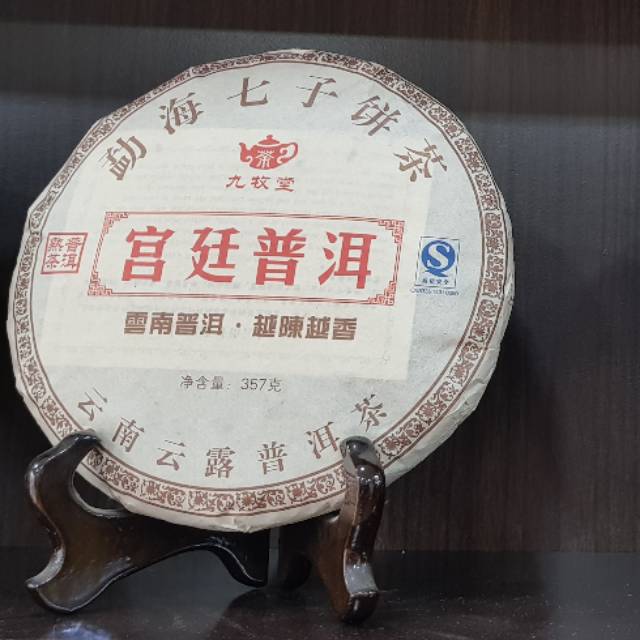 勐海七子饼茶
茶
九牧堂
宫廷普洱
普洱
熟茶
雲南普洱·越陳越香
净含量：357克
云南云露普洱茶